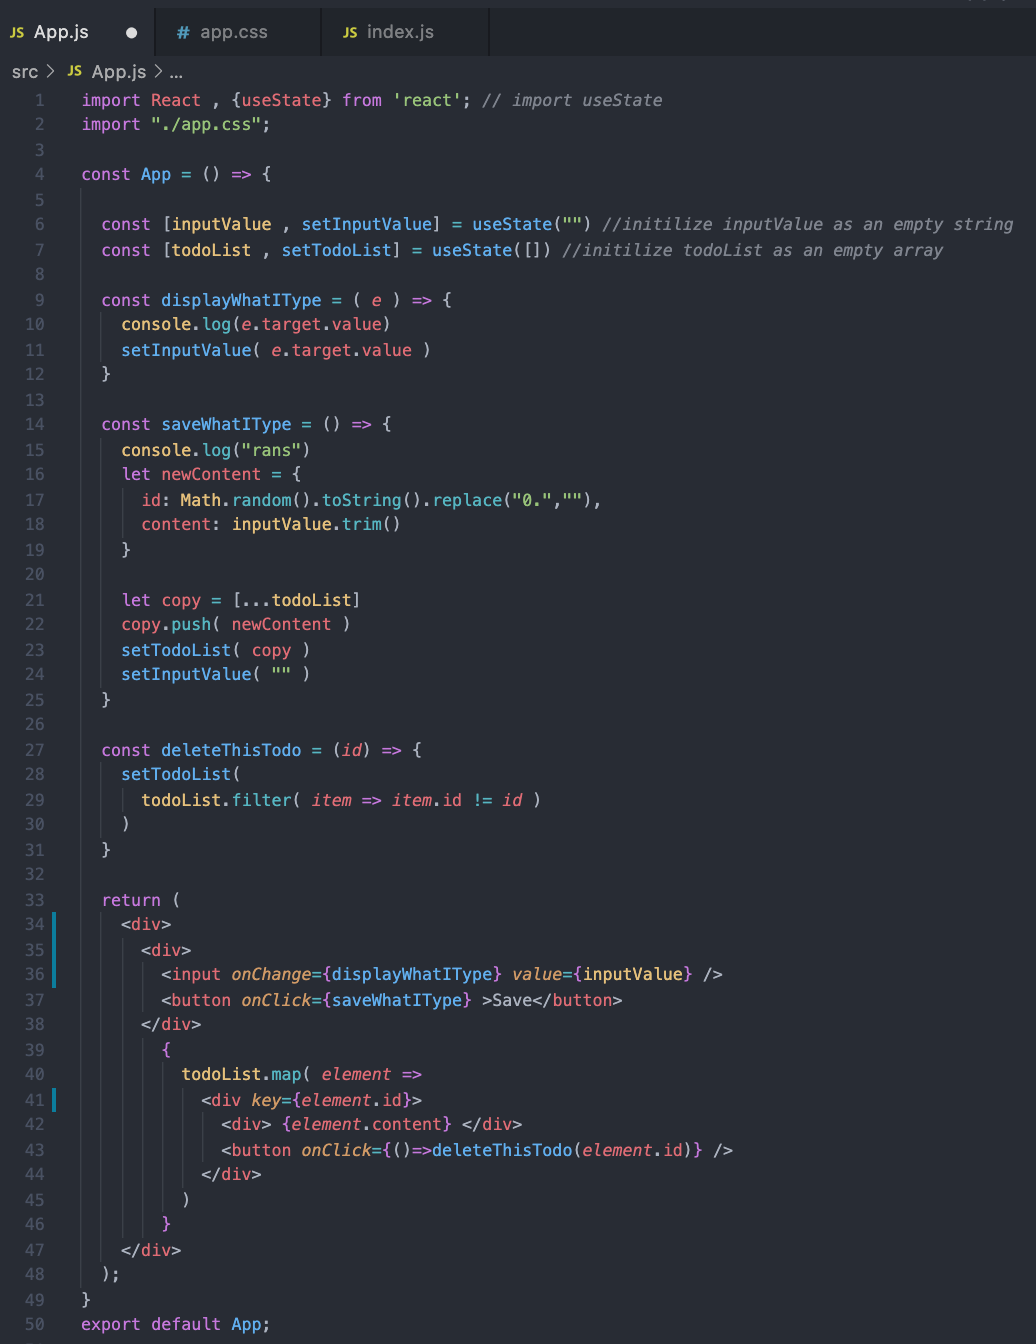 JS App.js ● # app.css JS index.js
src > JS App.js > ...
1 import React , {useState} from 'react'; // import useState
2 import "./app.css";
3
4 const App = () => {
5
6 const [inputValue , setInputValue] = useState("") //initilize inputValue as an empty string
7 const [todoList , setTodoList] = useState([]) //initilize todoList as an empty array
8
9 const displayWhatIType = ( e ) => {
10 console.log(e.target.value)
11 setInputValue( e.target.value )
12 }
13
14 const saveWhatIType = () => {
15 console.log("rans")
16 let newContent = {
17 id: Math.random().toString().replace("0.",""),
18 content: inputValue.trim()
19 }
20
21 let copy = [...todoList]
22 copy.push( newContent )
23 setTodoList( copy )
24 setInputValue( "" )
25 }
26
27 const deleteThisTodo = (id) => {
28 setTodoList(
29 todoList.filter( item => item.id != id )
30 )
31 }
32
33 return (
34 <div>
35 <div>
36 <input onChange={displayWhatIType} value={inputValue} />
37 <button onClick={saveWhatIType} >Save</button>
38 </div>
39 {
40 todoList.map( element =>
41 <div key={element.id}>
42 <div> {element.content} </div>
43 <button onClick={()=>deleteThisTodo(element.id)} />
44 </div>
45 )
46 }
47 </div>
48 );
49 }
50 export default App;